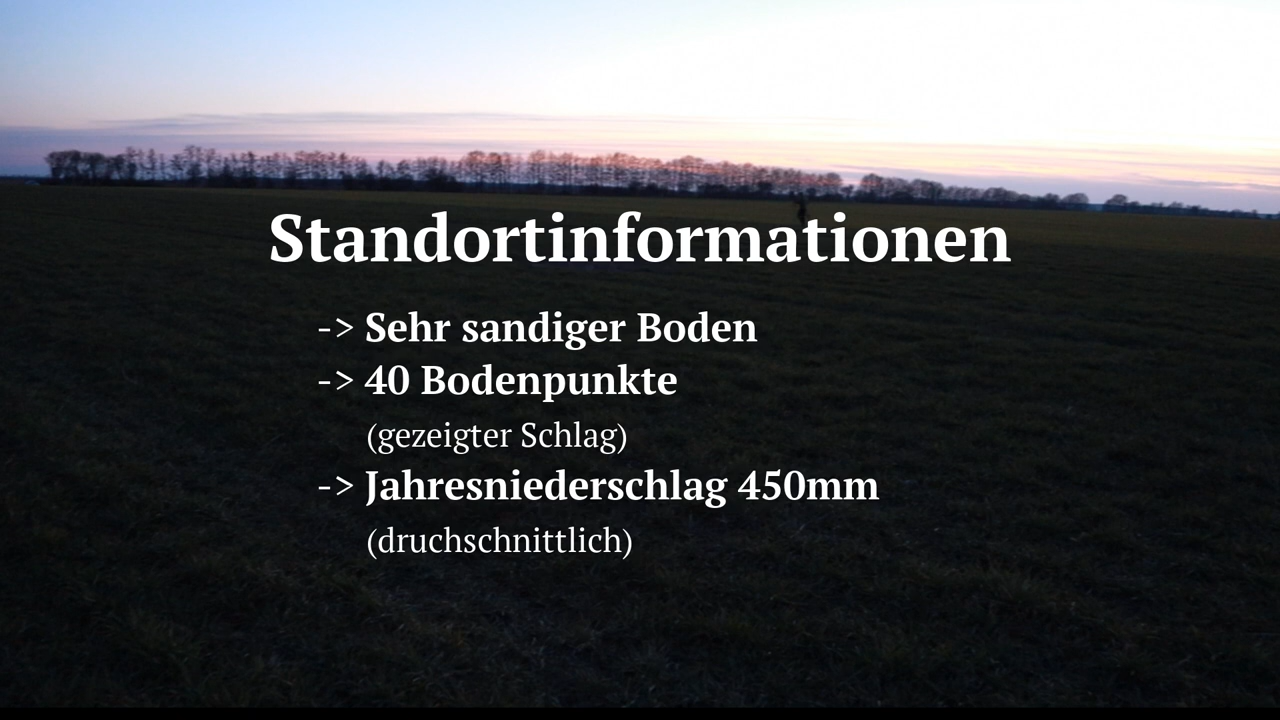 Standortinformationen
-> Sehr sandiger Boden
-> 40 Bodenpunkte
(gezeigter Schlag)
-> Jahresniederschlag 450mm
(druchschnittlich)